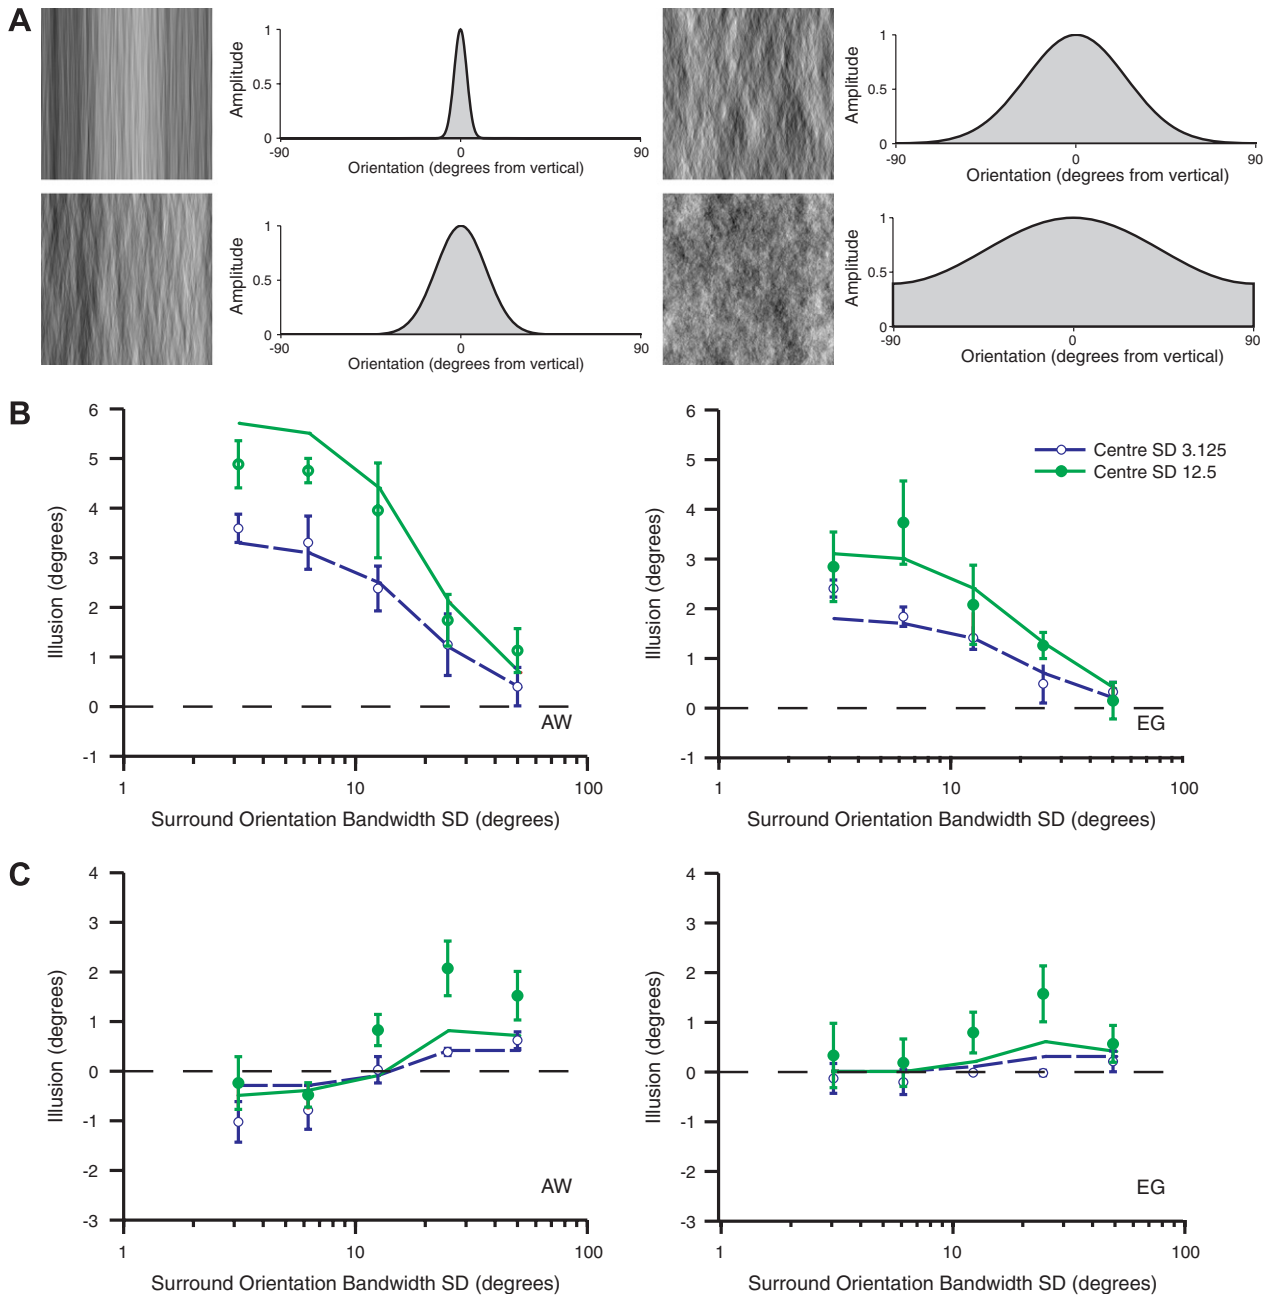 A
Amplitude
1
0.5
0
-90
0
90
Orientation (degrees from vertical)
Amplitude
1
0.5
0
-90
0
90
Orientation (degrees from vertical)
Amplitude
1
0.5
0
-90
0
90
Orientation (degrees from vertical)
Amplitude
1
0.5
0
-90
0
90
Orientation (degrees from vertical)
B
Illusion (degrees)
6
5
4
3
2
1
0
-1
AW
1
10
100
Surround Orientation Bandwidth SD (degrees)
Illusion (degrees)
6
5
4
3
2
1
0
-1
Centre SD 3.125
Centre SD 12.5
EG
1
10
100
Surround Orientation Bandwidth SD (degrees)
C
Illusion (degrees)
4
3
2
1
0
-1
-2
-3
AW
1
10
100
Surround Orientation Bandwidth SD (degrees)
Illusion (degrees)
4
3
2
1
0
-1
-2
-3
EG
1
10
100
Surround Orientation Bandwidth SD (degrees)